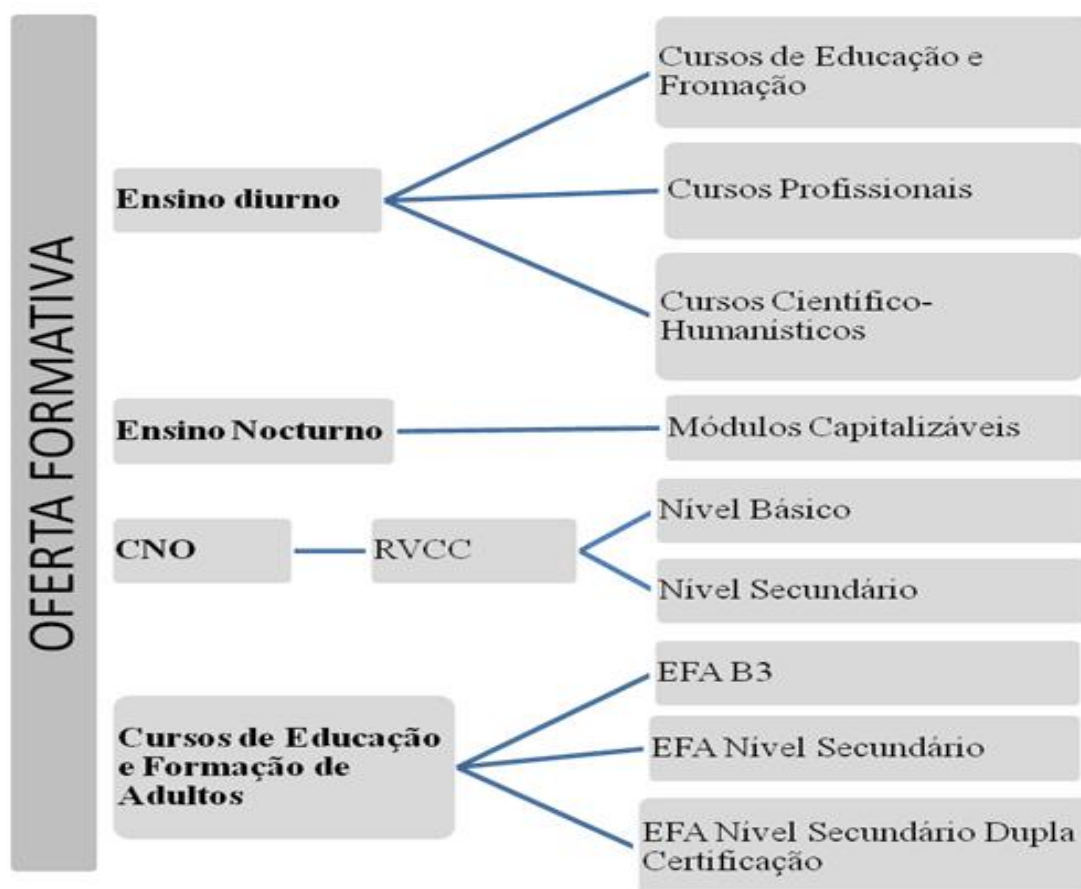 OFERTA FORMATIVA
Ensino diurno
Cursos de Educação e
Fromação
Cursos Profissionais
Cursos Científico-
Humanísticos
Ensino Nocturno
Módulos Capitalizáveis
CNO
RVCC
Nível Básico
Nível Secundário
Cursos de Educação
e Formação de
Adultos
EFA B3
EFA Nível Secundário
EFA Nível Secundário Dupla
Certificação